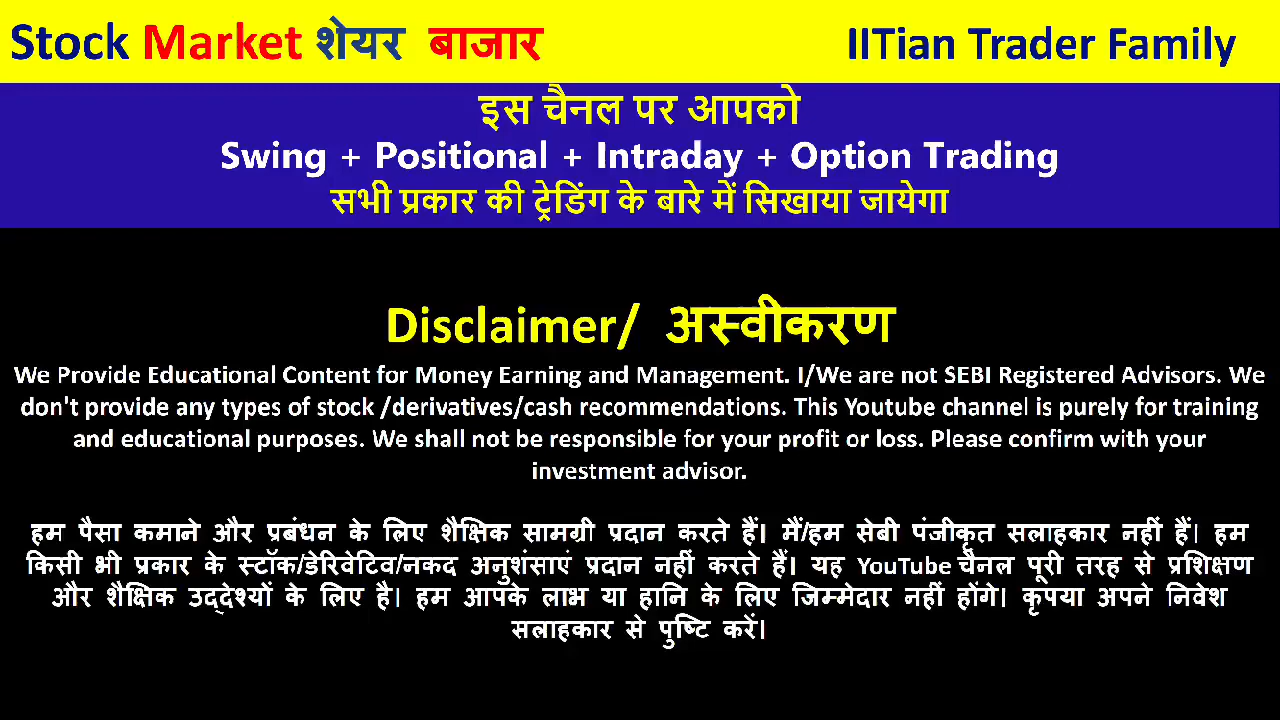 Stock Market शेयर बाजार IITian Trader Family
इस चैनल पर आपको
Swing + Positional + Intraday + Option Trading
सभी प्रकार की ट्रेडिंग के बारे में सिखाया जायेगा
Disclaimer/ अस्वीकरण
We Provide Educational Content for Money Earning and Management. I/We are not SEBI Registered Advisors. We
don't provide any types of stock /derivatives/cash recommendations. This Youtube channel is purely for training
and educational purposes. We shall not be responsible for your profit or loss. Please confirm with your
investment advisor.
हम पैसा कमाने और प्रबंधन के लिए शैक्षिक सामग्री प्रदान करते हैं। मैं/हम सेबी पंजीकृत सलाहकार नहीं हैं। हम
किसी भी प्रकार के स्टॉक/डेरिवेटिव/नकद अनुशंसाएं प्रदान नहीं करते हैं। यह YouTube चैनल पूरी तरह से प्रशिक्षण
और शैक्षिक उद्देश्यों के लिए है। हम आपके लाभ या हानि के लिए जिम्मेदार नहीं होंगे। कृपया अपने निवेश
सलाहकार से पुष्टि करें।